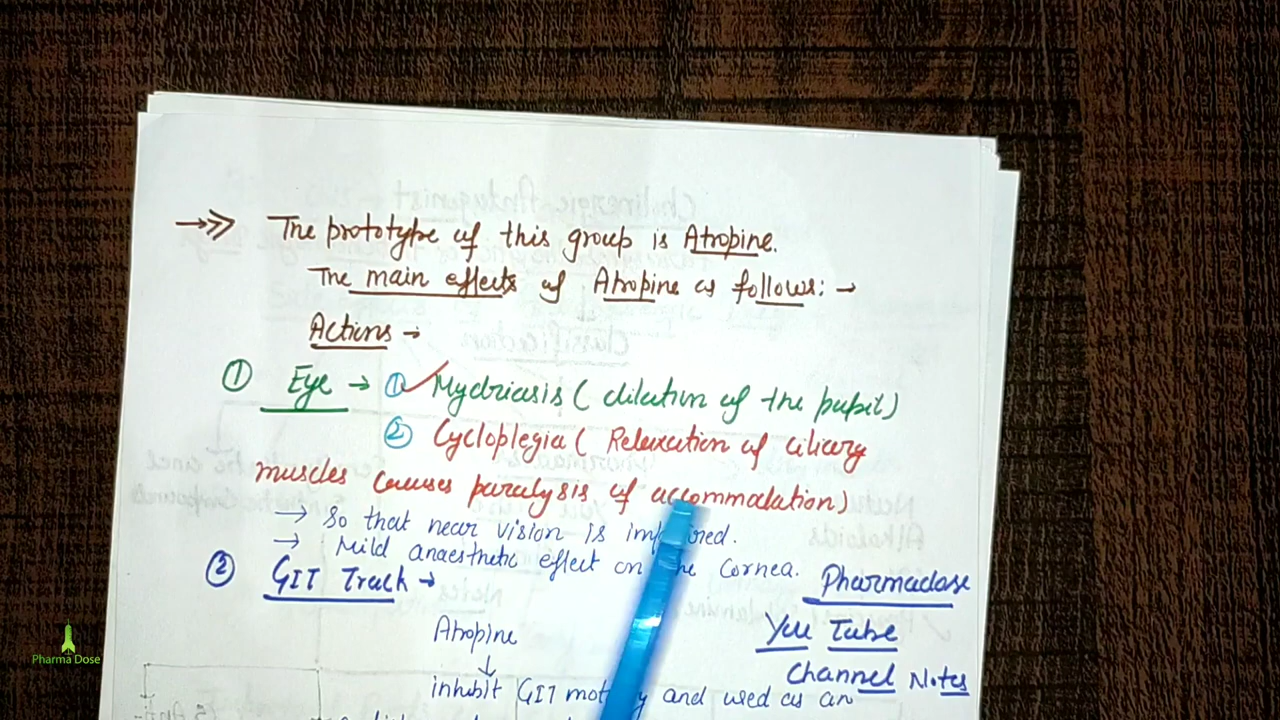 The prototype of this group is Atropine.
The main effects of Atropine as follows: →
Actions →
① Eye → ① Mydriasis ( dilation of the pupil)
② Cycloplegia ( Relaxation of ciliary
muscles causes paralysis of accommodation)
→ So that near vision is impaired.
→ Mild anaesthetic effect on the Cornea.
② GIT Track →
Pharmadose
You Tube
Channel Notes
Atropine
↓
inhibit GIT motility and used as an
Pharma Dose